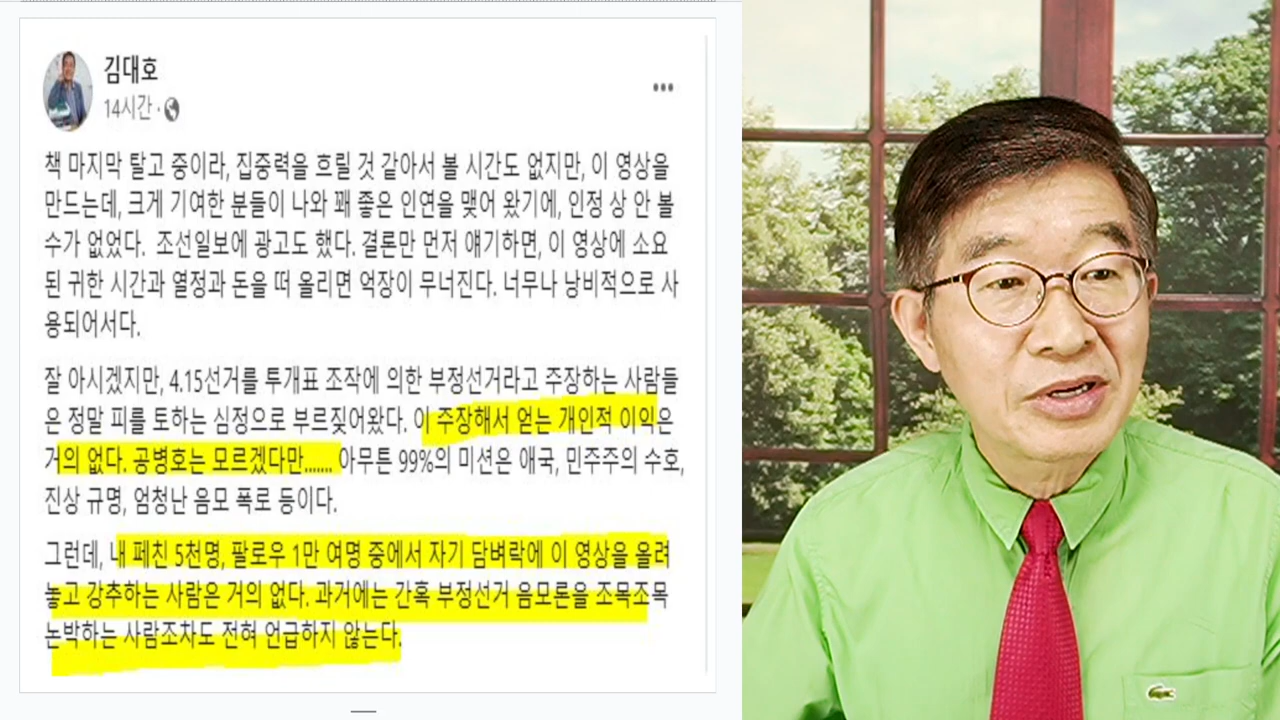 김대호
14시간 ·
책 마지막 탈고 중이라, 집중력을 흐릴 것 같아서 볼 시간도 없지만, 이 영상을
만드는데, 크게 기여한 분들이 나와 꽤 좋은 인연을 맺어 왔기에, 인정 상 안 볼
수가 없었다. 조선일보에 광고도 했다. 결론만 먼저 얘기하면, 이 영상에 소요
된 귀한 시간과 열정과 돈을 떠 올리면 억장이 무너진다. 너무나 낭비적으로 사
용되어서다.
잘 아시겠지만, 4.15선거를 투개표 조작에 의한 부정선거라고 주장하는 사람들
은 정말 피를 토하는 심정으로 부르짖어왔다. 이 주장해서 얻는 개인적 이익은
거의 없다. 공병호는 모르겠다만....... 아무튼 99%의 미션은 애국, 민주주의 수호,
진상 규명, 엄청난 음모 폭로 등이다.
그런데, 내 페친 5천명, 팔로우 1만 여명 중에서 자기 담벼락에 이 영상을 올려
놓고 강추하는 사람은 거의 없다. 과거에는 간혹 부정선거 음모론을 조목조목
논박하는 사람조차도 전혀 언급하지 않는다.